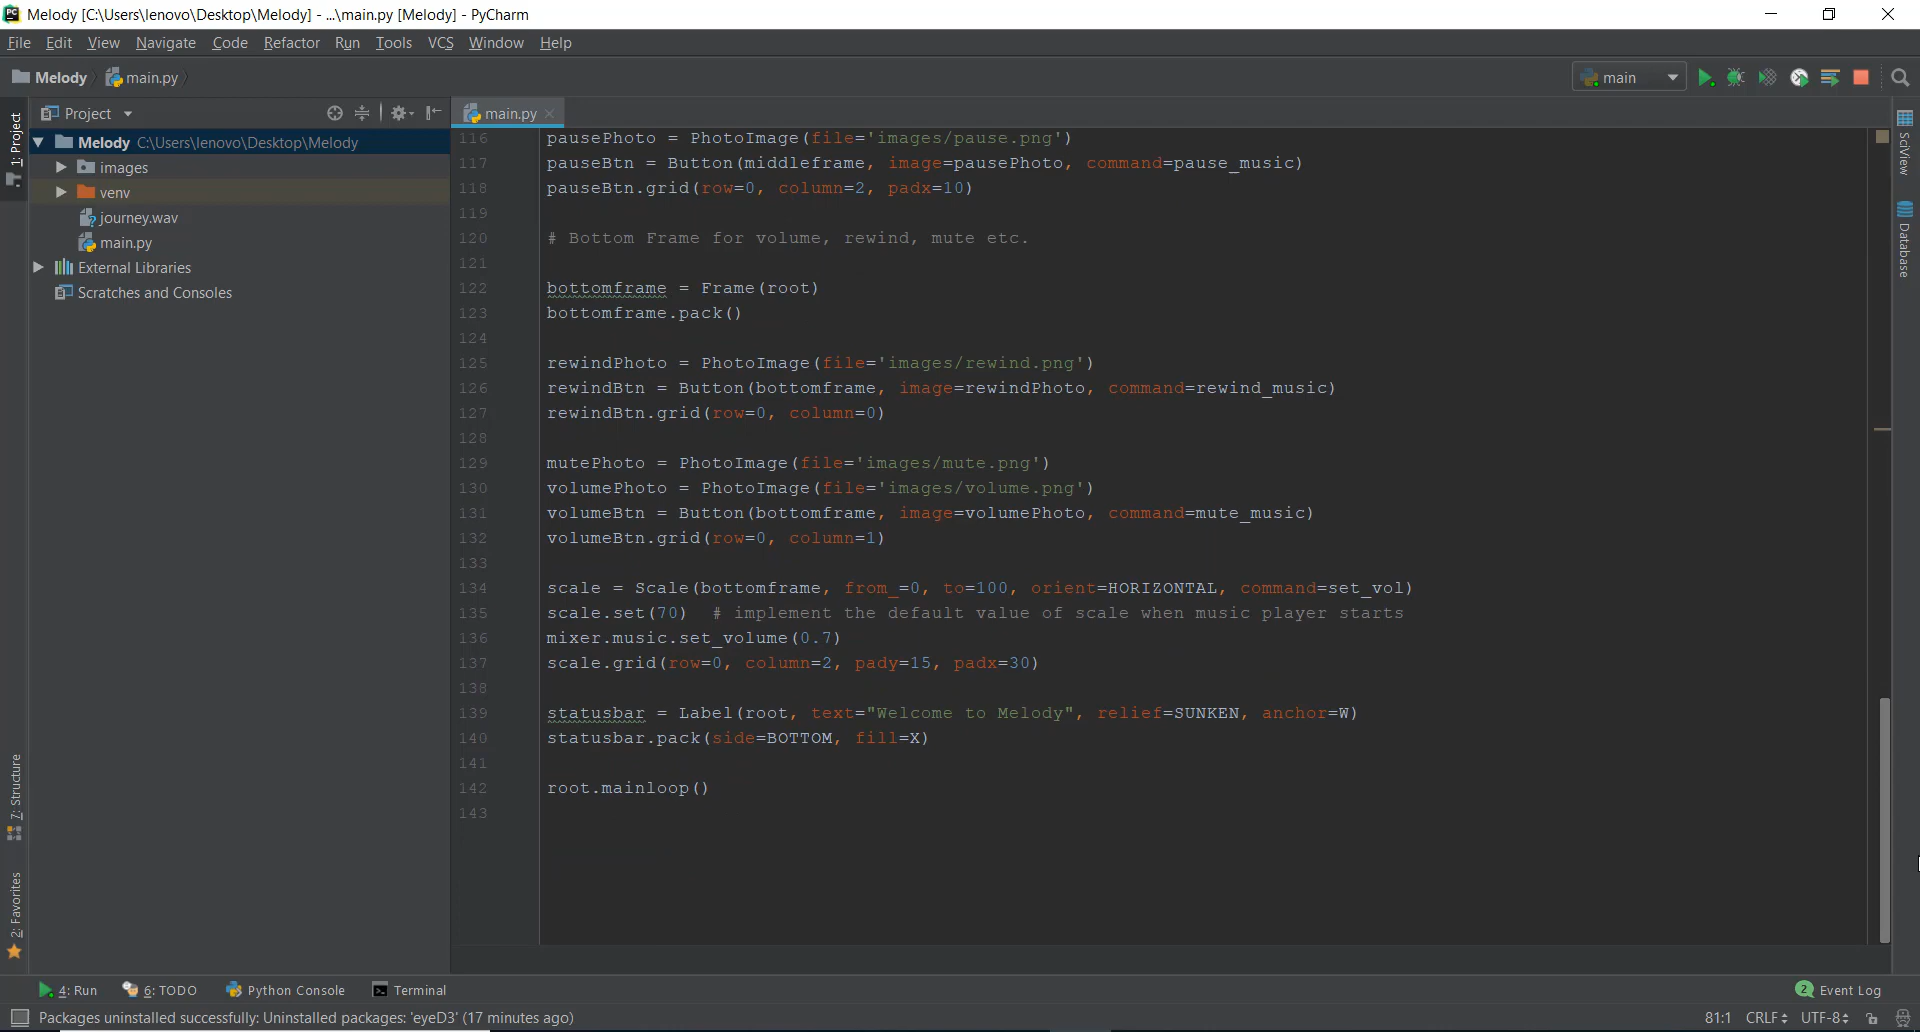 Melody [C:\Users\lenovo\Desktop\Melody] - ...\main.py [Melody] - PyCharm
File Edit View Navigate Code Refactor Run Tools VCS Window Help
Melody main.py main
Project main.py
1: Project
Melody C:\Users\lenovo\Desktop\Melody
images
venv
journey.wav
main.py
External Libraries
Scratches and Consoles
116 pausePhoto = PhotoImage(file='images/pause.png')
117 pauseBtn = Button(middleframe, image=pausePhoto, command=pause_music)
118 pauseBtn.grid(row=0, column=2, padx=10)
119
120 # Bottom Frame for volume, rewind, mute etc.
121
122 bottomframe = Frame(root)
123 bottomframe.pack()
124
125 rewindPhoto = PhotoImage(file='images/rewind.png')
126 rewindBtn = Button(bottomframe, image=rewindPhoto, command=rewind_music)
127 rewindBtn.grid(row=0, column=0)
128
129 mutePhoto = PhotoImage(file='images/mute.png')
130 volumePhoto = PhotoImage(file='images/volume.png')
131 volumeBtn = Button(bottomframe, image=volumePhoto, command=mute_music)
132 volumeBtn.grid(row=0, column=1)
133
134 scale = Scale(bottomframe, from_=0, to=100, orient=HORIZONTAL, command=set_vol)
135 scale.set(70)  # implement the default value of scale when music player starts
136 mixer.music.set_volume(0.7)
137 scale.grid(row=0, column=2, pady=15, padx=30)
138
139 statusbar = Label(root, text="Welcome to Melody", relief=SUNKEN, anchor=W)
140 statusbar.pack(side=BOTTOM, fill=X)
141
142 root.mainloop()
143
SciView
Database
7: Structure
2: Favorites
4: Run 6: TODO Python Console Terminal 2 Event Log
Packages uninstalled successfully: Uninstalled packages: 'eyeD3' (17 minutes ago) 81:1 CRLF UTF-8